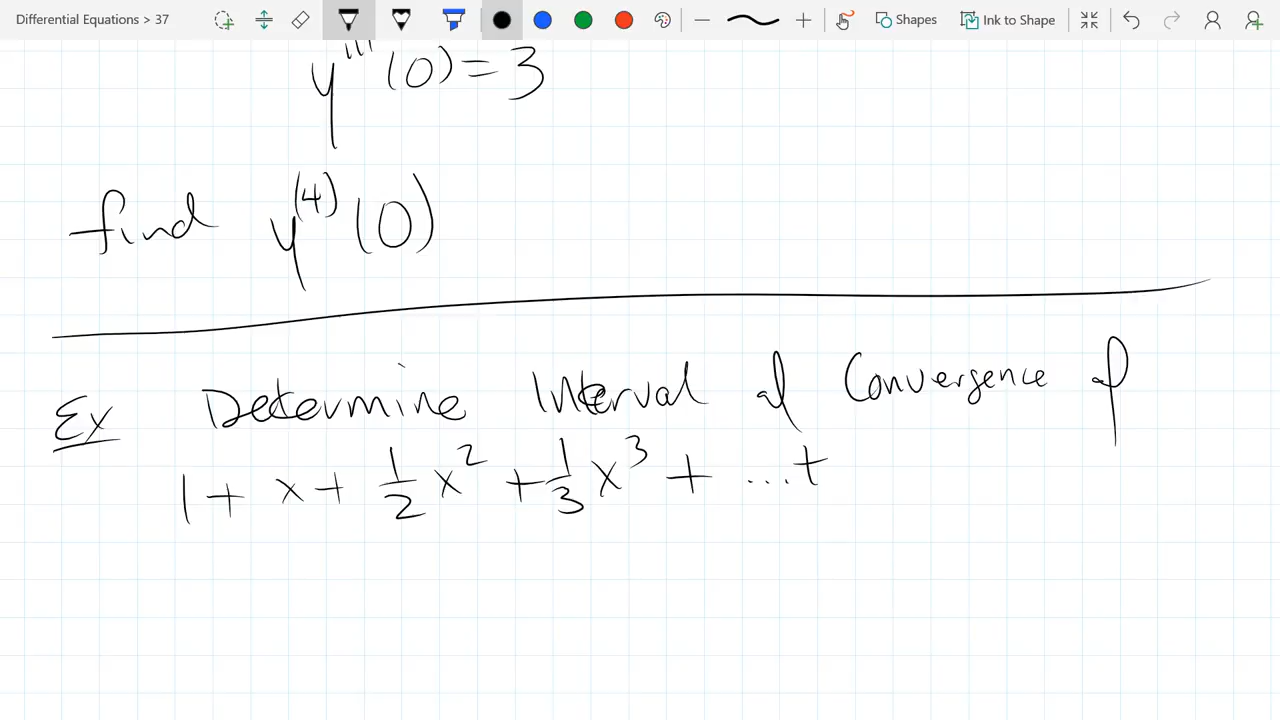 Differential Equations > 37 Shapes Ink to Shape
y'''(0) = 3
find y⁽⁴⁾(0)
Ex Determine Interval of Convergence of
1 + x + 1/2 x² + 1/3 x³ + ... +